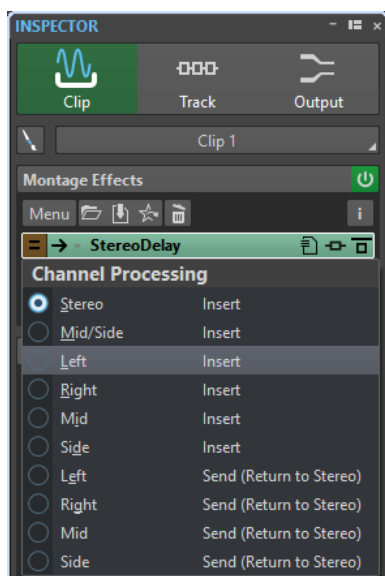 INSPECTOR
Clip
Track
Output
Clip 1
Montage Effects
Menu
i
StereoDelay
Channel Processing
Stereo Insert
Mid/Side Insert
Left Insert
Right Insert
Mid Insert
Side Insert
Left Send (Return to Stereo)
Right Send (Return to Stereo)
Mid Send (Return to Stereo)
Side Send (Return to Stereo)